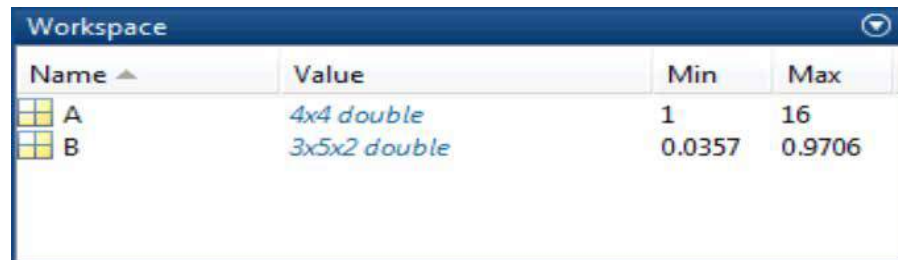 Workspace
Name Value Min Max
A 4x4 double 1 16
B 3x5x2 double 0.0357 0.9706